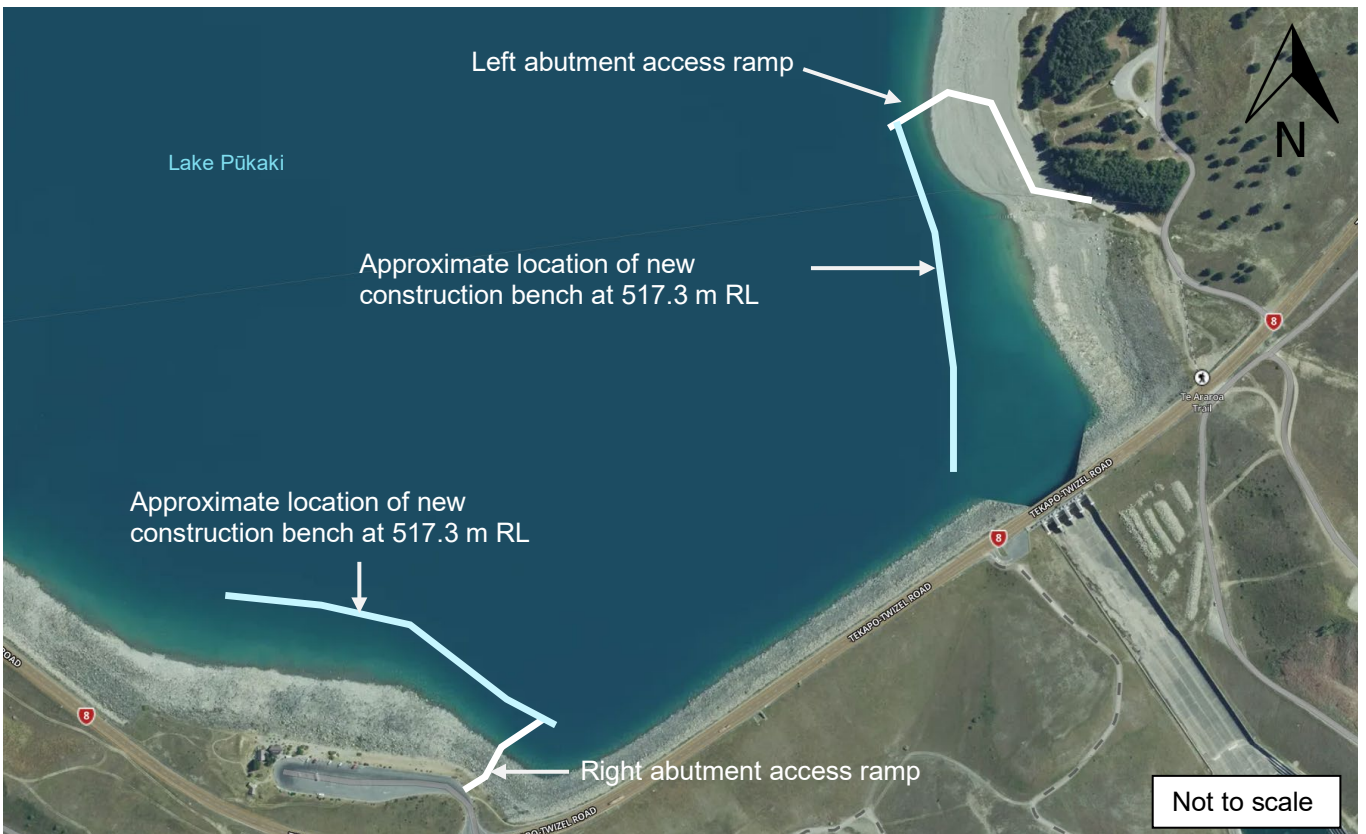 Left abutment access ramp
N
Lake Pūkaki
Approximate location of new
construction bench at 517.3 m RL
8
Te Araroa
Trail
TEKAPO-TWIZEL ROAD
8
Approximate location of new
construction bench at 517.3 m RL
TEKAPO-TWIZEL ROAD
ROAD
8
Right abutment access ramp
Not to scale
PO-TWIZEL ROAD